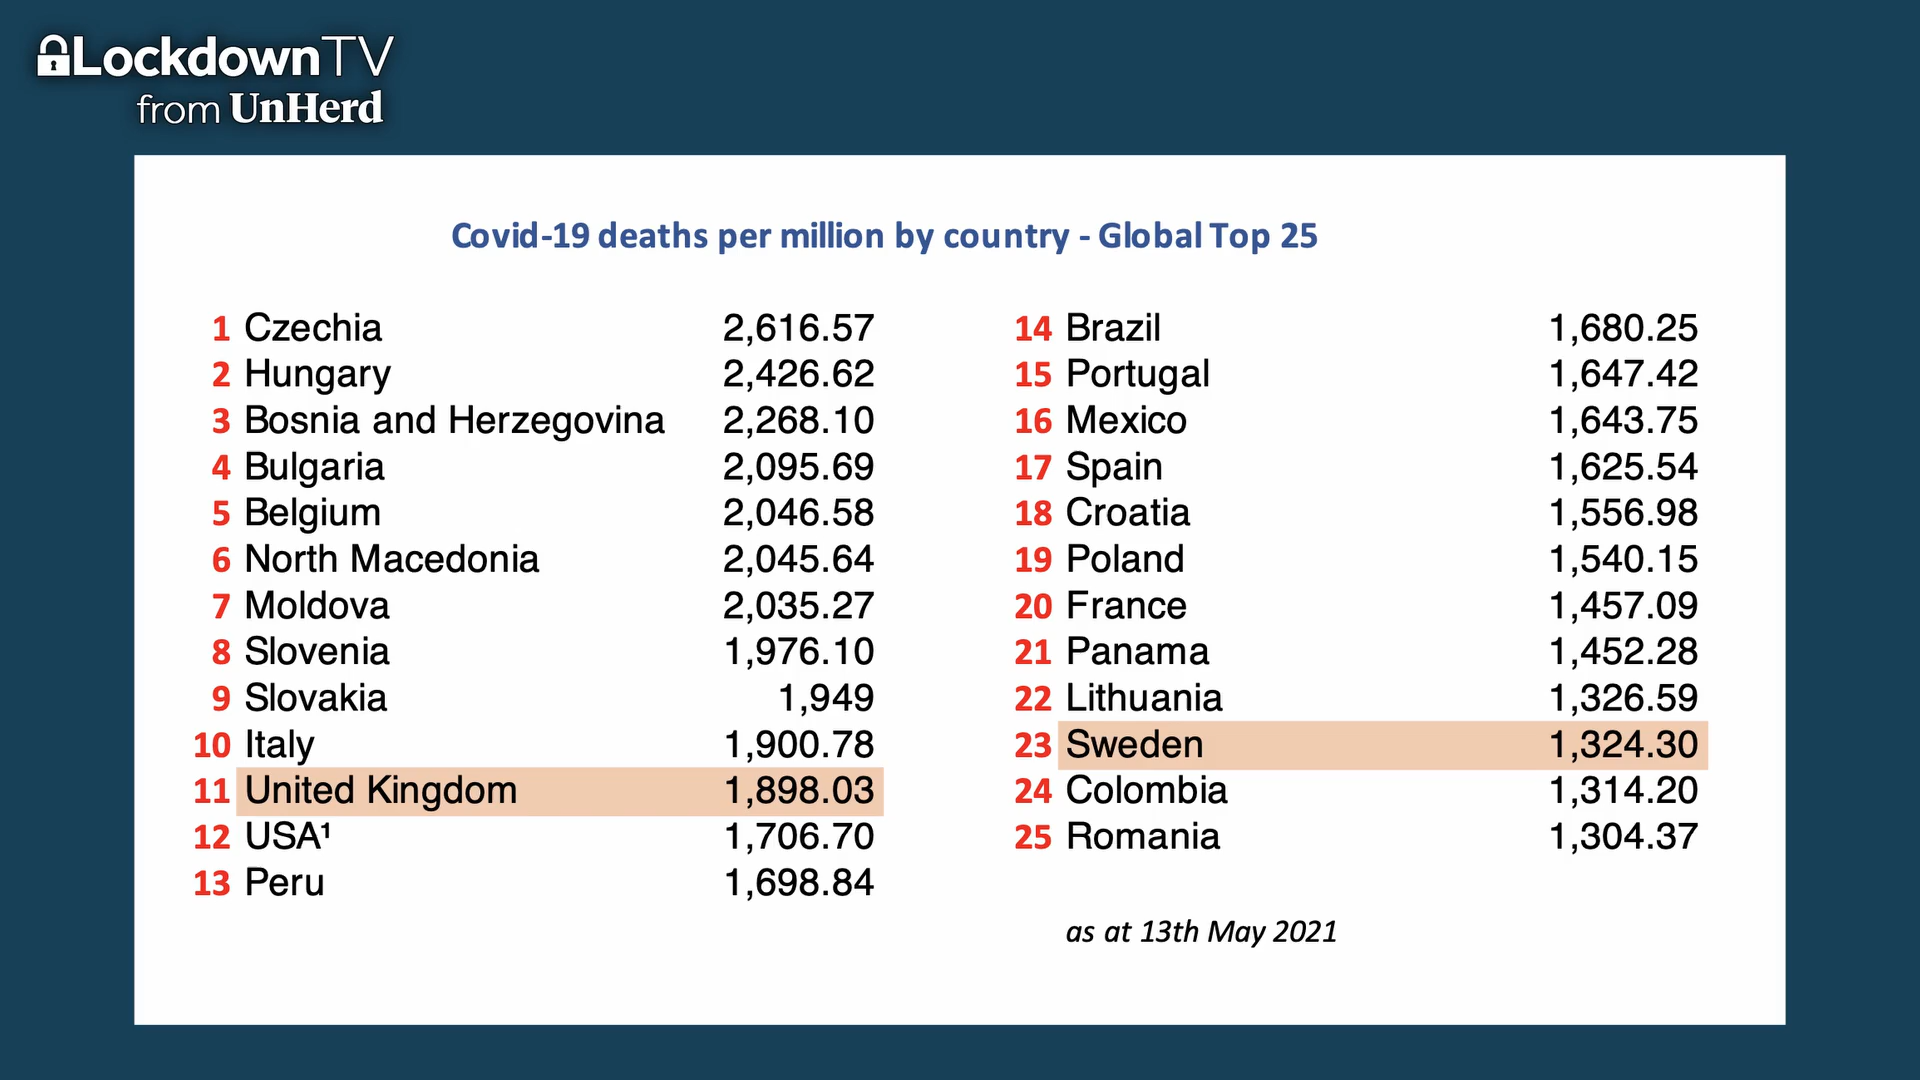 LockdownTV
from UnHerd
Covid-19 deaths per million by country - Global Top 25
1 Czechia 2,616.57
2 Hungary 2,426.62
3 Bosnia and Herzegovina 2,268.10
4 Bulgaria 2,095.69
5 Belgium 2,046.58
6 North Macedonia 2,045.64
7 Moldova 2,035.27
8 Slovenia 1,976.10
9 Slovakia 1,949
10 Italy 1,900.78
11 United Kingdom 1,898.03
12 USA¹ 1,706.70
13 Peru 1,698.84
14 Brazil 1,680.25
15 Portugal 1,647.42
16 Mexico 1,643.75
17 Spain 1,625.54
18 Croatia 1,556.98
19 Poland 1,540.15
20 France 1,457.09
21 Panama 1,452.28
22 Lithuania 1,326.59
23 Sweden 1,324.30
24 Colombia 1,314.20
25 Romania 1,304.37
as at 13th May 2021